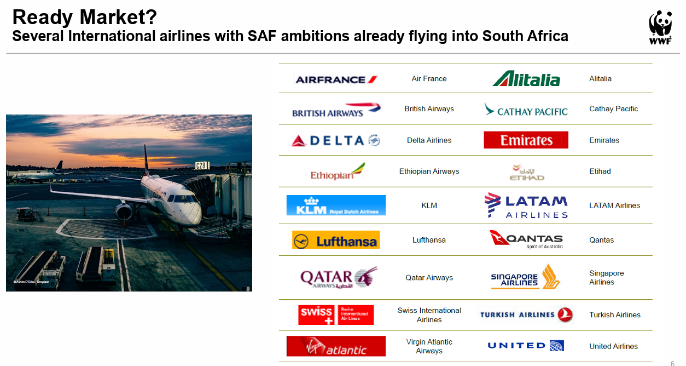 Ready Market?
Several International airlines with SAF ambitions already flying into South Africa
WWF
AIRFRANCE
Air France
Alitalia
Alitalia
BRITISH AIRWAYS
British Airways
CATHAY PACIFIC
Cathay Pacific
DELTA
Delta Airlines
Emirates
Emirates
Ethiopian
Ethiopian Airways
ETIHAD
Etihad
KLM Royal Dutch Airlines
KLM
LATAM
AIRLINES
LATAM Airlines
Lufthansa
Lufthansa
QANTAS
Spirit of Australia
Qantas
QATAR
AIRWAYS القطرية
Qatar Airways
SINGAPORE
AIRLINES
Singapore
Airlines
swiss
Swiss
International
Air Lines
Swiss International
Airlines
TURKISH AIRLINES
Turkish Airlines
virgin atlantic
Virgin Atlantic
Airways
UNITED
United Airlines
6